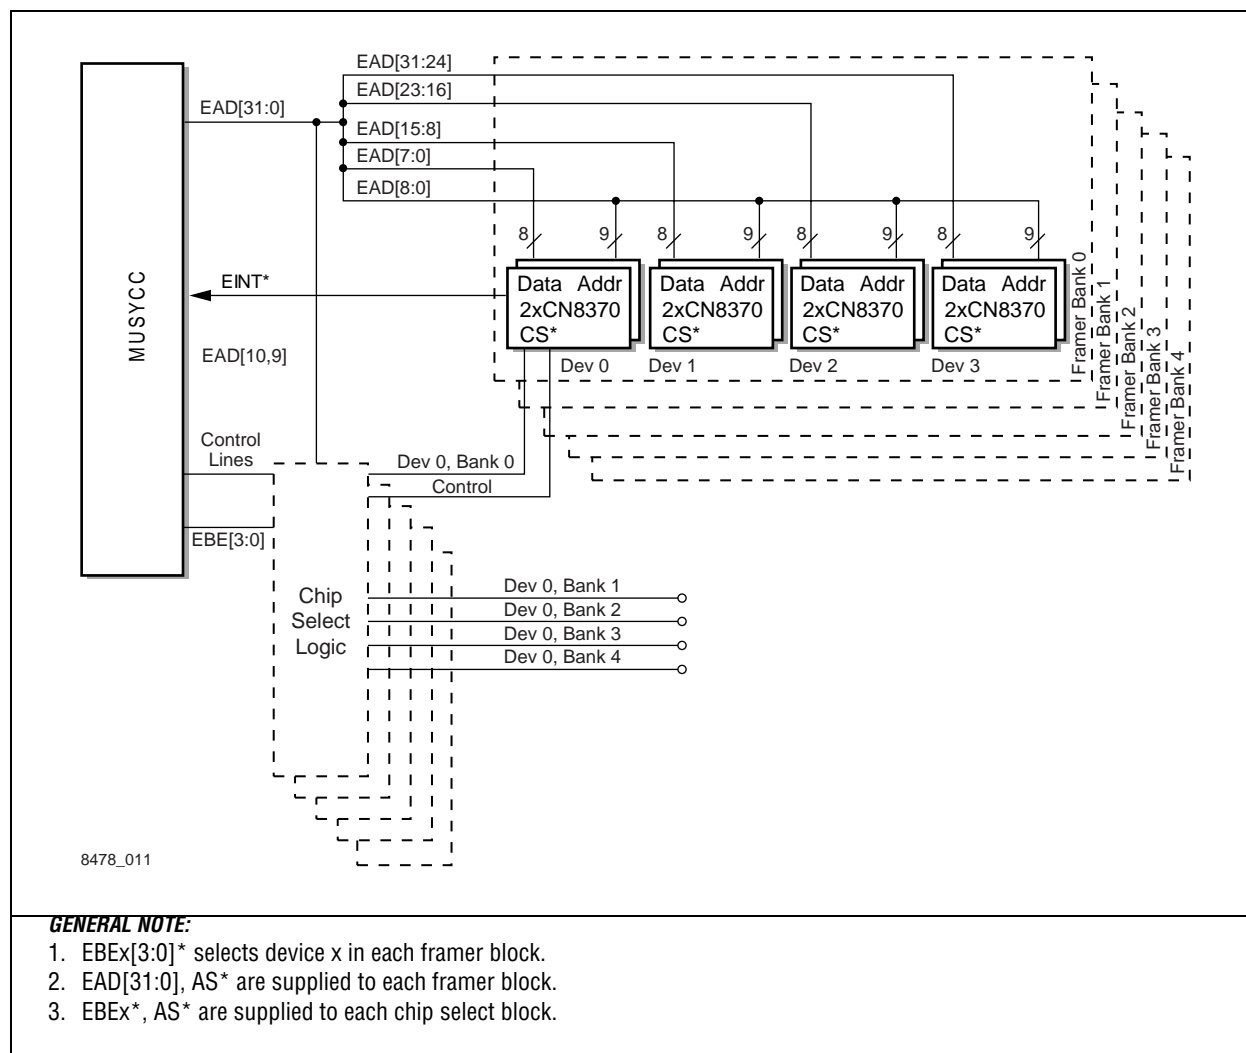 EAD[31:24]
EAD[23:16]
EAD[31:0]
EAD[15:8]
EAD[7:0]
EAD[8:0]
8 9 8 9 8 9 8 9
MUSYCC
EINT*
Data Addr
2xCN8370
CS*
Data Addr
2xCN8370
CS*
Data Addr
2xCN8370
CS*
Data Addr
2xCN8370
CS*
Dev 0
Dev 1
Dev 2
Dev 3
Framer Bank 0
Framer Bank 1
Framer Bank 2
Framer Bank 3
Framer Bank 4
EAD[10,9]
Control
Lines
EBE[3:0]
Dev 0, Bank 0
Control
Chip
Select
Logic
Dev 0, Bank 1
Dev 0, Bank 2
Dev 0, Bank 3
Dev 0, Bank 4
8478_011
GENERAL NOTE:
1. EBEx[3:0]* selects device x in each framer block.
2. EAD[31:0], AS* are supplied to each framer block.
3. EBEx*, AS* are supplied to each chip select block.